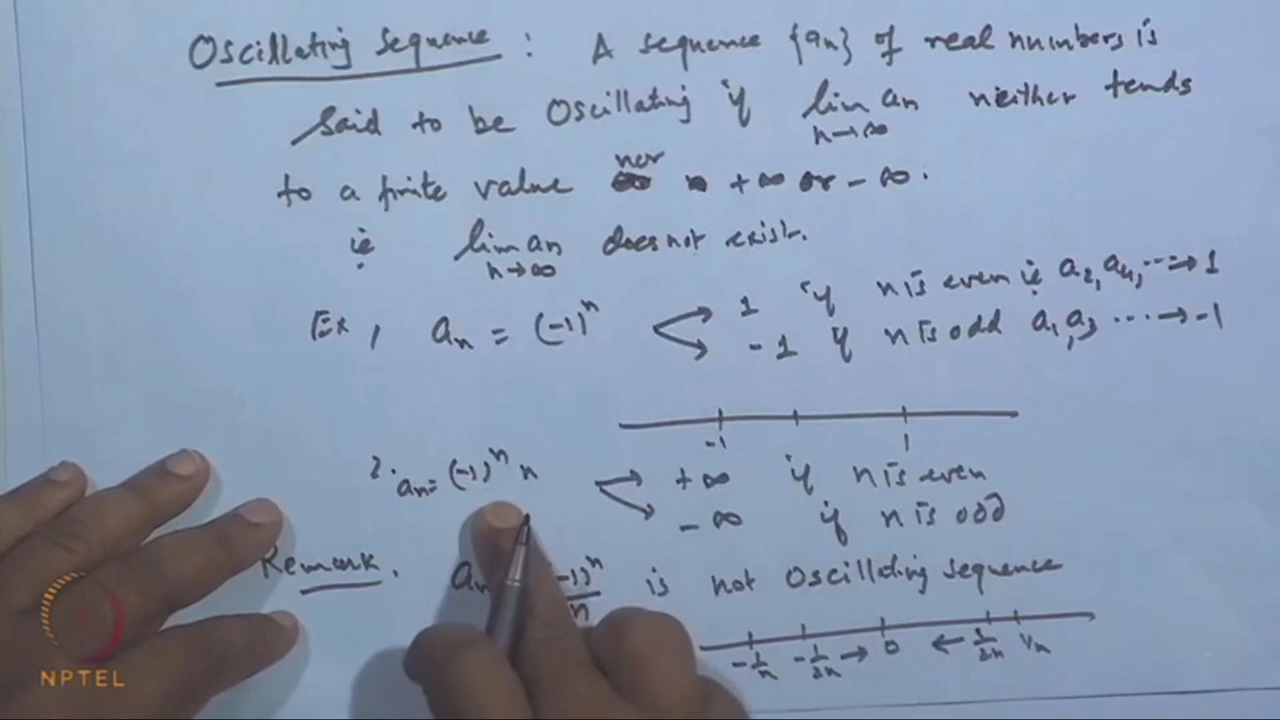 Oscillating Sequence : A sequence {an} of real numbers is
said to be Oscillating if lim an neither tends
n→∞
to a finite value nor +∞ or -∞.
ie lim an does not exist.
n→∞
Ex, an = (-1)^n 1 if n is even ie a2, a4, ...→ 1
-1 if n is odd a1, a3 ...→ -1
-1 1
2. an = (-1)^n n +∞ if n is even
-∞ if n is odd
Remark. an (-1)^n/n is not Oscillating sequence
-1/n -1/2n → 0 ← 1/2n 1/n
NPTEL